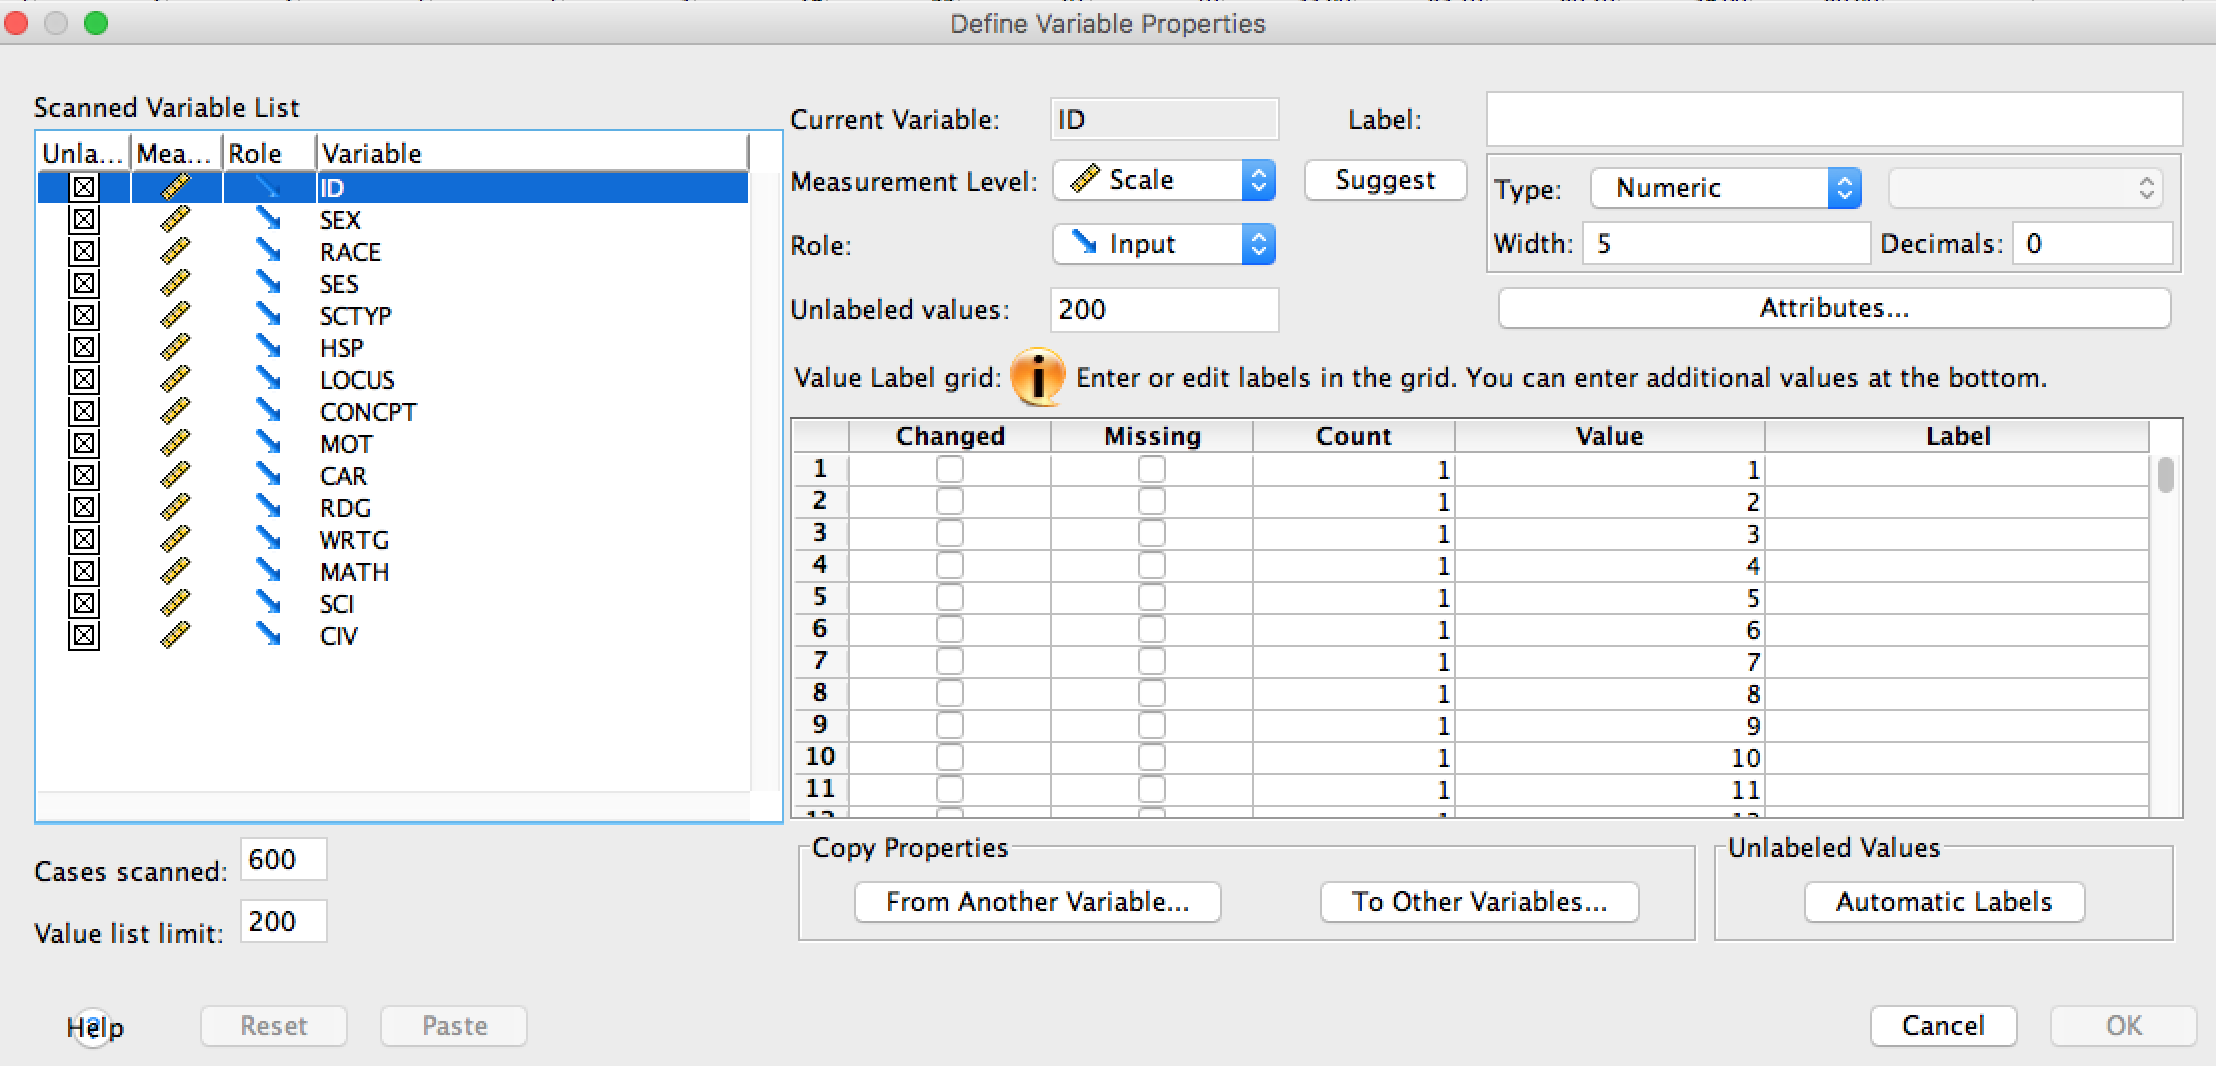 Define Variable Properties
Scanned Variable List
Unla... Mea... Role Variable
ID
SEX
RACE
SES
SCTYP
HSP
LOCUS
CONCPT
MOT
CAR
RDG
WRTG
MATH
SCI
CIV
Cases scanned: 600
Value list limit: 200
Current Variable: ID Label:
Measurement Level: Scale Suggest
Type: Numeric
Role: Input
Width: 5 Decimals: 0
Unlabeled values: 200
Attributes...
Value Label grid: i Enter or edit labels in the grid. You can enter additional values at the bottom.
Changed Missing Count Value Label
1 1 1
2 1 2
3 1 3
4 1 4
5 1 5
6 1 6
7 1 7
8 1 8
9 1 9
10 1 10
11 1 11
Copy Properties
From Another Variable... To Other Variables...
Unlabeled Values
Automatic Labels
Help Reset Paste Cancel OK